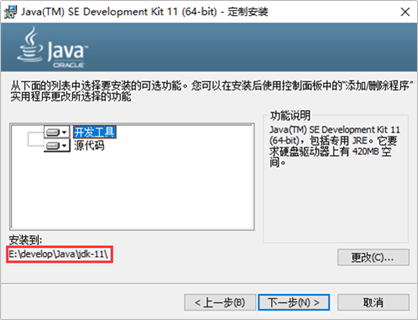 Java(TM) SE Development Kit 11 (64-bit) - 定制安装
Java
ORACLE
从下面的列表中选择要安装的可选功能。您可以在安装后使用控制面板中的“添加/删除程序”
实用程序更改所选择的功能
开发工具
源代码
功能说明
Java(TM) SE Development Kit 11
(64-bit)，包括专用 JRE。它要
求硬盘驱动器上有 420MB 空
间。
安装到:
E:\develop\Java\jdk-11\
更改(C)...
< 上一步(B)
下一步(N) >
取消